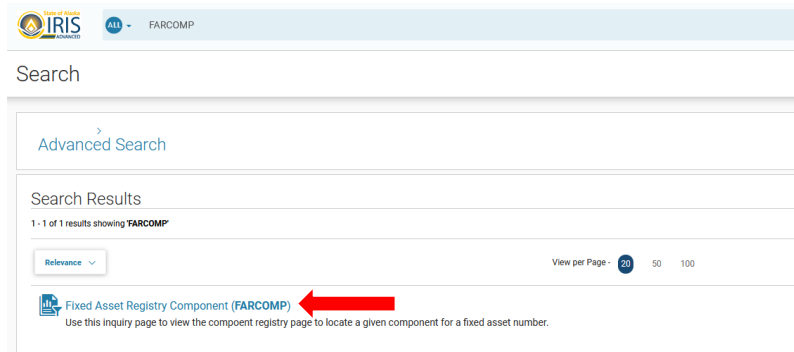 State of Alaska
IRIS
ADVANCED
ALL FARCOMP
Search
Advanced Search
Search Results
1 - 1 of 1 results showing 'FARCOMP'
Relevance View per Page - 20 50 100
Fixed Asset Registry Component (FARCOMP)
Use this inquiry page to view the compoent registry page to locate a given component for a fixed asset number.